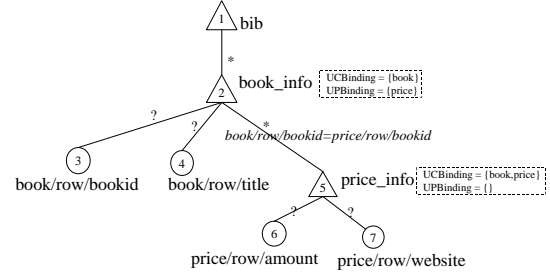 1 bib
*
2 book_info
UCBinding = {book}
UPBinding = {price}
? ? *
book/row/bookid=price/row/bookid
3 4
book/row/bookid book/row/title
5 price_info
UCBinding = {book,price}
UPBinding = {}
? ?
6 7
price/row/amount price/row/website